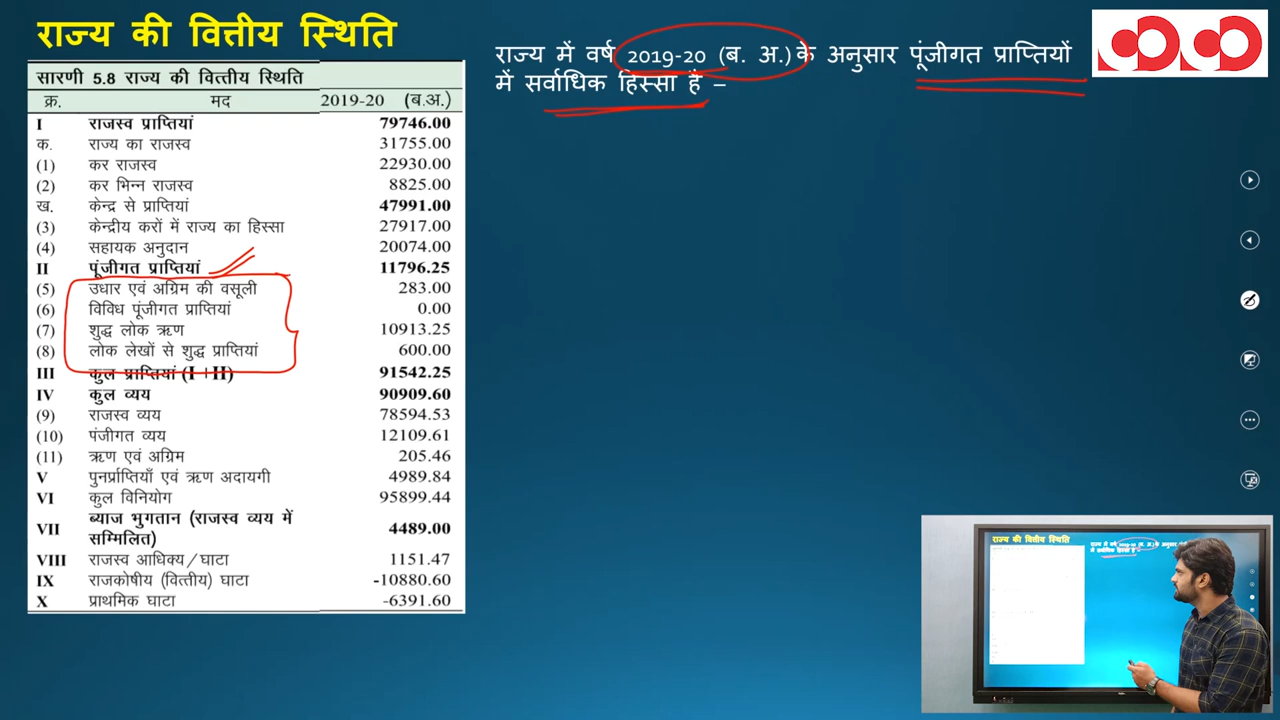 राज्य की वित्तीय स्थिति
राज्य में वर्ष 2019-20 (ब. अ.) के अनुसार पूंजीगत प्राप्तियों
में सर्वाधिक हिस्सा है –
सारणी 5.8 राज्य की वित्तीय स्थिति
क्र. मद 2019-20 (ब.अ.)
I राजस्व प्राप्तियां 79746.00
क. राज्य का राजस्व 31755.00
(1) कर राजस्व 22930.00
(2) कर भिन्न राजस्व 8825.00
ख. केन्द्र से प्राप्तियां 47991.00
(3) केन्द्रीय करों में राज्य का हिस्सा 27917.00
(4) सहायक अनुदान 20074.00
II पूंजीगत प्राप्तियां 11796.25
(5) उधार एवं अग्रिम की वसूली 283.00
(6) विविध पूंजीगत प्राप्तियां 0.00
(7) शुद्ध लोक ऋण 10913.25
(8) लोक लेखों से शुद्ध प्राप्तियां 600.00
III कुल प्राप्तियां (I +II) 91542.25
IV कुल व्यय 90909.60
(9) राजस्व व्यय 78594.53
(10) पंजीगत व्यय 12109.61
(11) ऋण एवं अग्रिम 205.46
V पुनर्प्राप्तियाँ एवं ऋण अदायगी 4989.84
VI कुल विनियोग 95899.44
VII ब्याज भुगतान (राजस्व व्यय में
सम्मिलित) 4489.00
VIII राजस्व आधिक्य/घाटा 1151.47
IX राजकोषीय (वित्तीय) घाटा -10880.60
X प्राथमिक घाटा -6391.60
राज्य की वित्तीय स्थिति